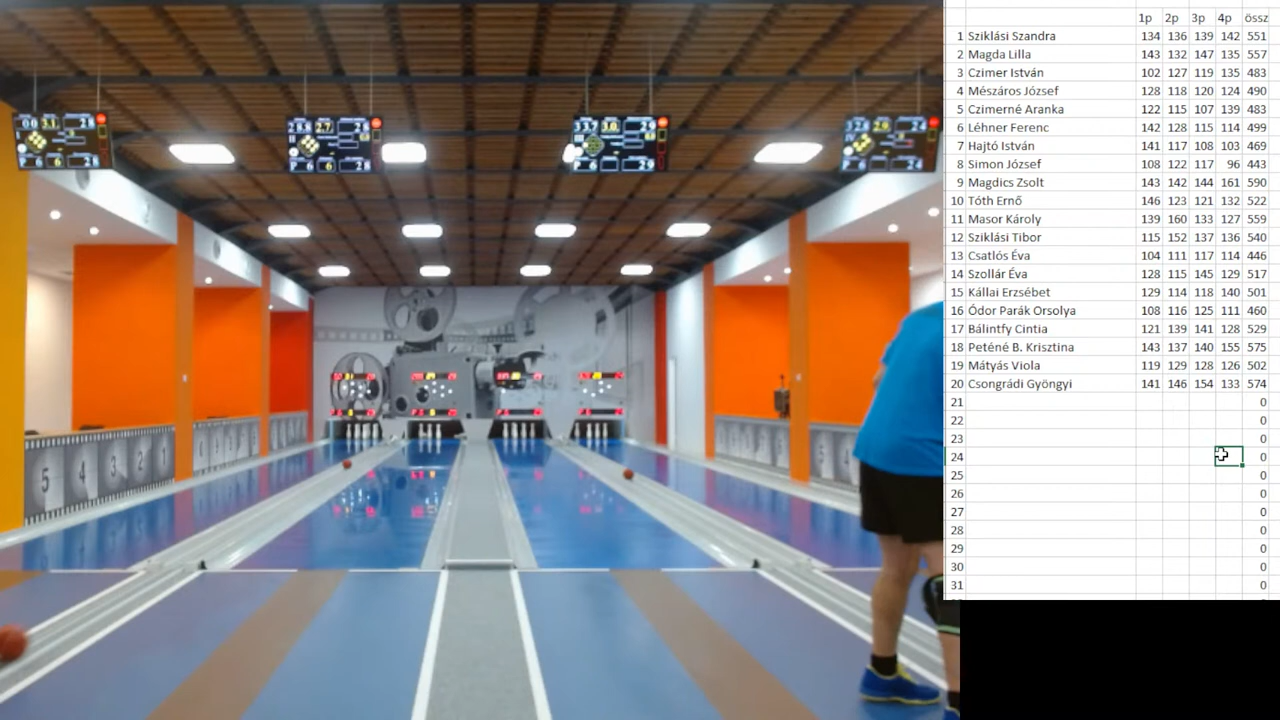 1p 2p 3p 4p össz
1 Sziklási Szandra 134 136 139 142 551
2 Magda Lilla 143 132 147 135 557
3 Czimer István 102 127 119 135 483
4 Mészáros József 128 118 120 124 490
5 Czimerné Aranka 122 115 107 139 483
6 Léhner Ferenc 142 128 115 114 499
7 Hajtó István 141 117 108 103 469
8 Simon József 108 122 117 96 443
9 Magdics Zsolt 143 142 144 161 590
10 Tóth Ernő 146 123 121 132 522
11 Masor Károly 139 160 133 127 559
12 Sziklási Tibor 115 152 137 136 540
13 Csatlós Éva 104 111 117 114 446
14 Szollár Éva 128 115 145 129 517
15 Kállai Erzsébet 129 114 118 140 501
16 Ódor Parák Orsolya 108 116 125 111 460
17 Bálintfy Cintia 121 139 141 128 529
18 Peténé B. Krisztina 143 137 140 155 575
19 Mátyás Viola 119 129 128 126 502
20 Csongrádi Gyöngyi 141 146 154 133 574
21 0
22 0
23 0
24 0
25 0
26 0
27 0
28 0
29 0
30 0
31 0
5 4 3 2 1